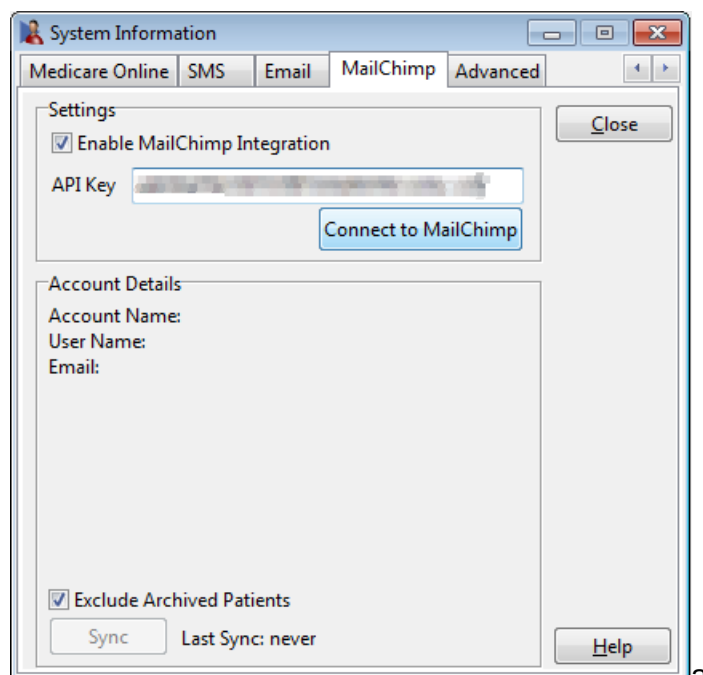 System Information
Medicare Online SMS Email MailChimp Advanced
Settings
Close
Enable MailChimp Integration
API Key
Connect to MailChimp
Account Details
Account Name:
User Name:
Email:
Exclude Archived Patients
Sync Last Sync: never
Help